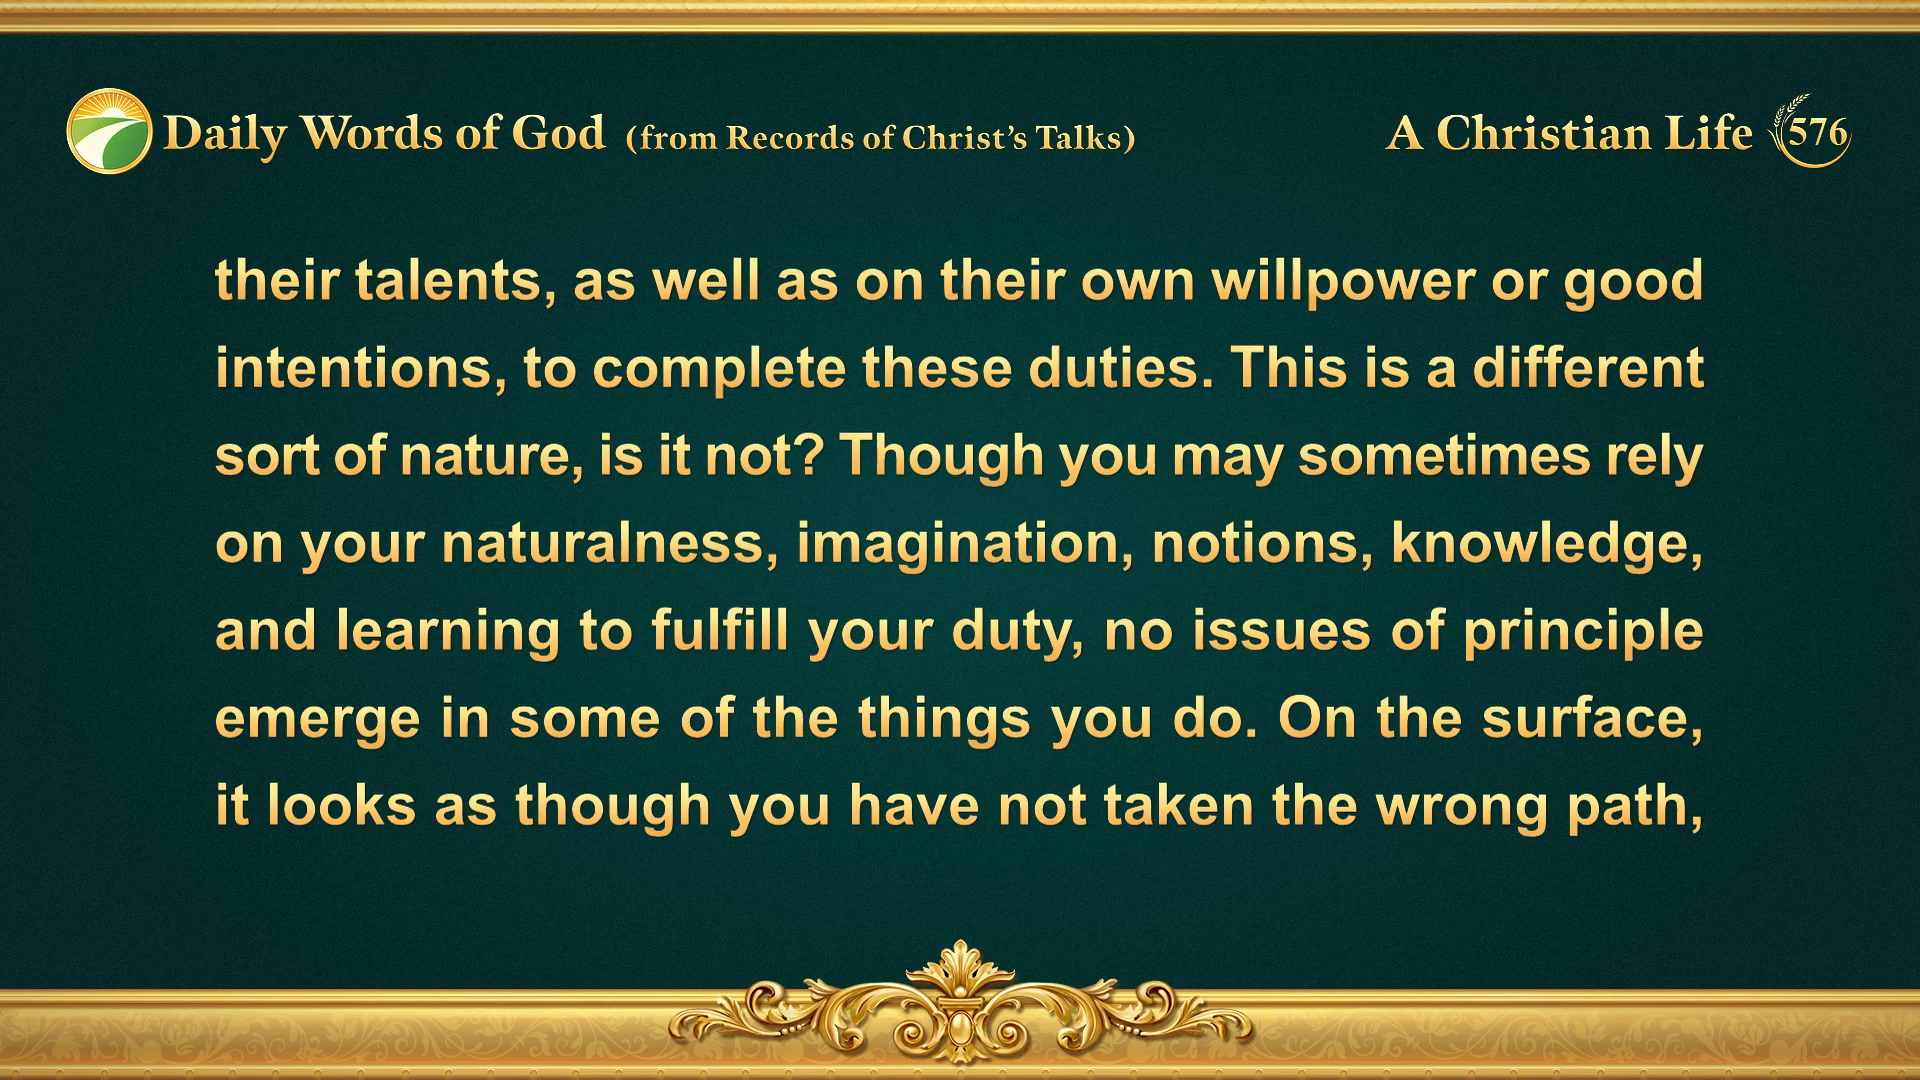 Daily Words of God (from Records of Christ's Talks)
A Christian Life 576
their talents, as well as on their own willpower or good
intentions, to complete these duties. This is a different
sort of nature, is it not? Though you may sometimes rely
on your naturalness, imagination, notions, knowledge,
and learning to fulfill your duty, no issues of principle
emerge in some of the things you do. On the surface,
it looks as though you have not taken the wrong path,